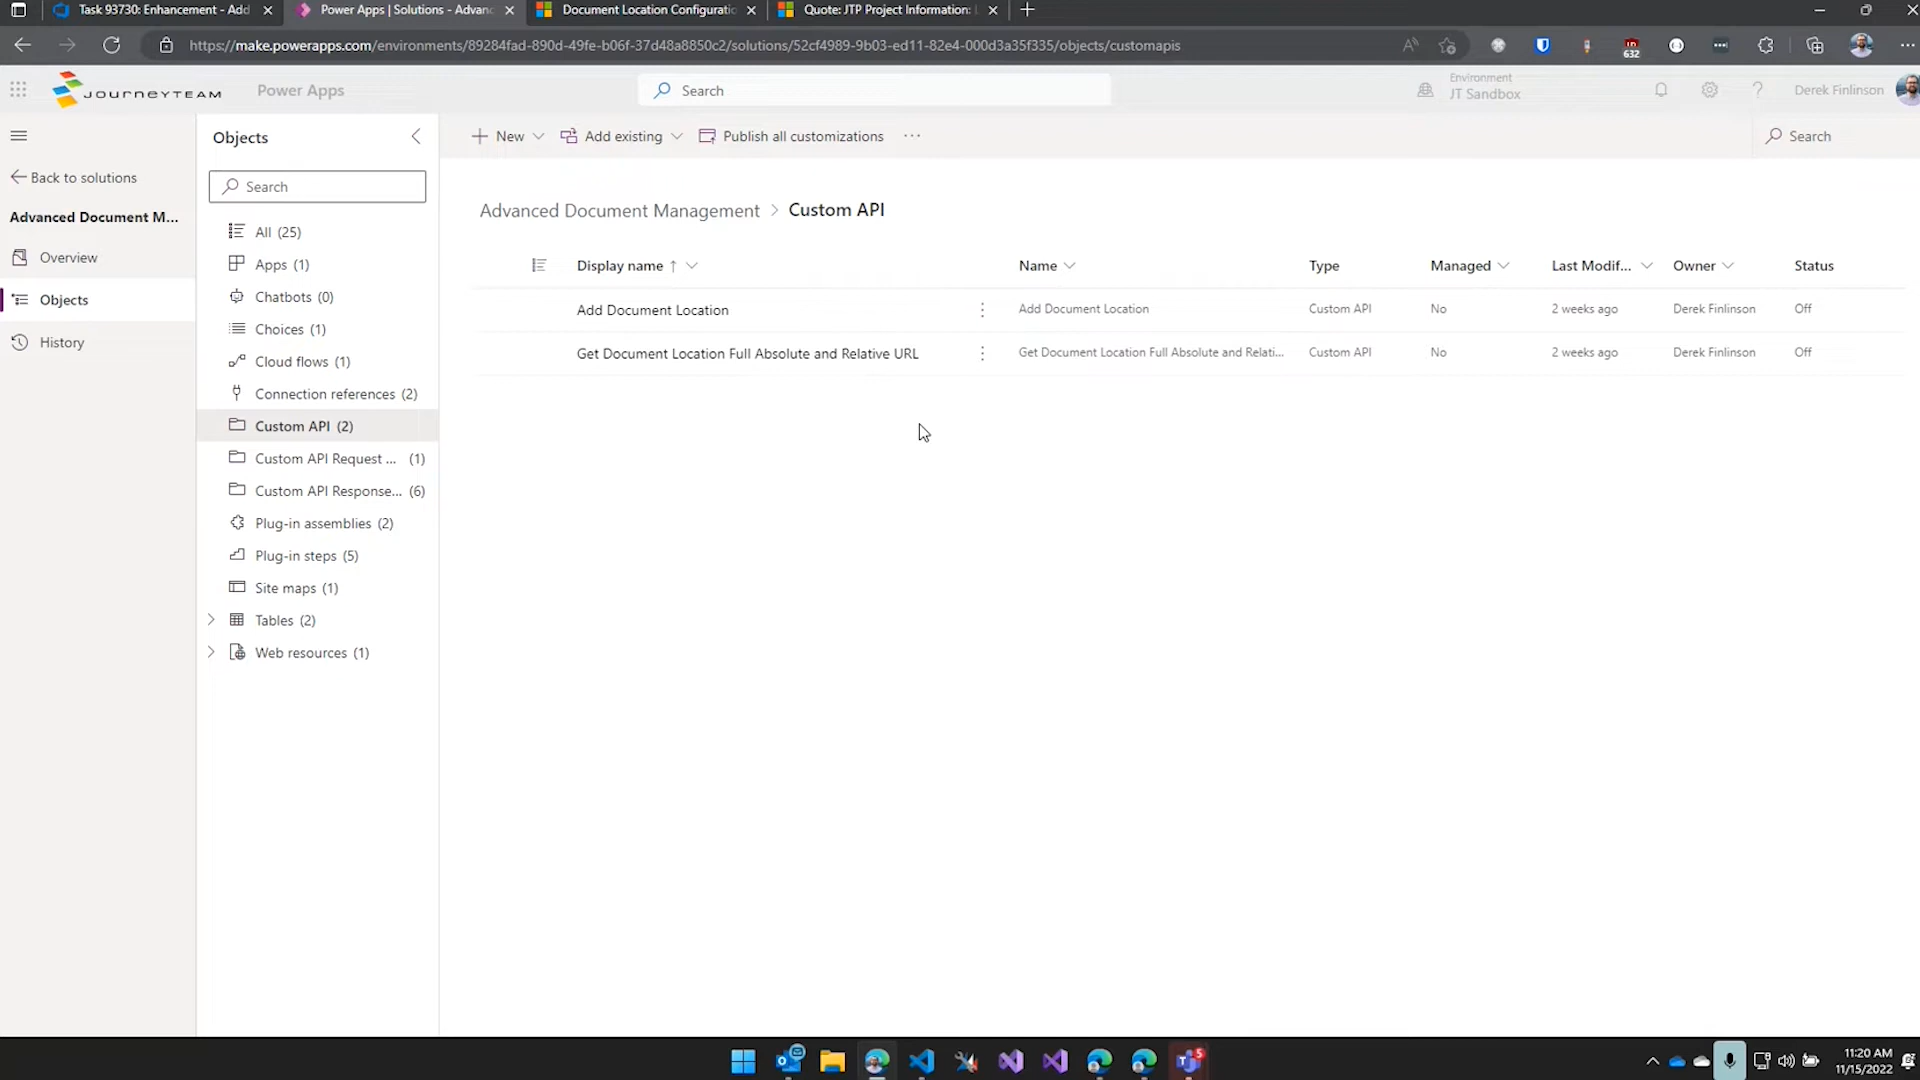 Task 93730: Enhancement - Add
Power Apps | Solutions - Advanc
Document Location Configuratio
Quote: JTP Project Information:
https://make.powerapps.com/environments/89284fad-890d-49fe-b06f-37d48a8850c2/solutions/52cf4989-9b03-ed11-82e4-000d3a35f335/objects/customapis
632
JOURNEYTEAM
Power Apps
Search
Environment
JT Sandbox
Derek Finlinson
Back to solutions
Advanced Document M...
Overview
Objects
History
Objects
Search
All (25)
Apps (1)
Chatbots (0)
Choices (1)
Cloud flows (1)
Connection references (2)
Custom API (2)
Custom API Request ... (1)
Custom API Response... (6)
Plug-in assemblies (2)
Plug-in steps (5)
Site maps (1)
Tables (2)
Web resources (1)
New
Add existing
Publish all customizations
Search
Advanced Document Management > Custom API
Display name Name Type Managed Last Modif... Owner Status
Add Document Location Add Document Location Custom API No 2 weeks ago Derek Finlinson Off
Get Document Location Full Absolute and Relative URL Get Document Location Full Absolute and Relati... Custom API No 2 weeks ago Derek Finlinson Off
5
11:20 AM
11/15/2022